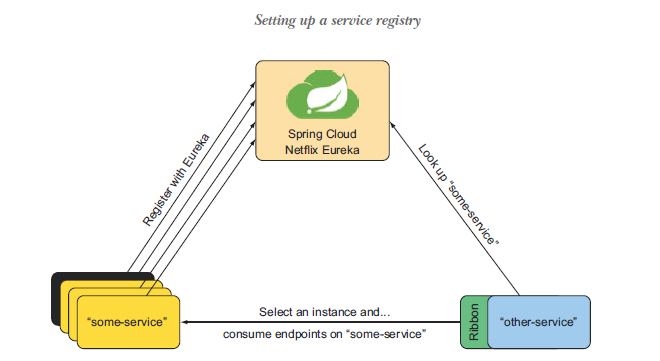 Setting up a service registry
Spring Cloud
Netflix Eureka
Register with Eureka
Look up “some-service”
“some-service”
Select an instance and...
consume endpoints on “some-service”
Ribbon
“other-service”